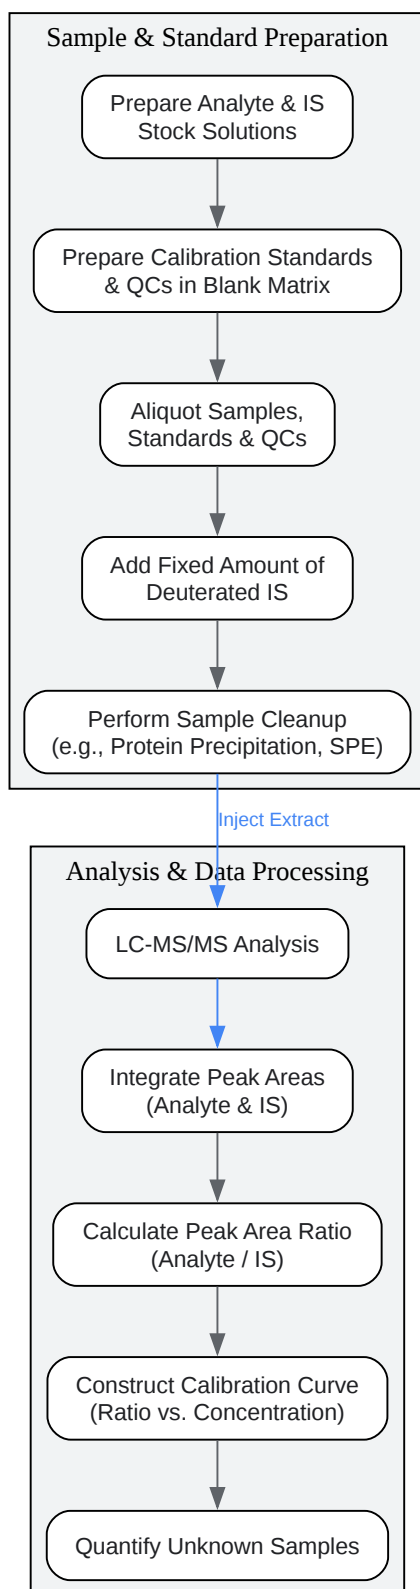 Sample & Standard Preparation
Prepare Analyte & IS
Stock Solutions
Prepare Calibration Standards
& QCs in Blank Matrix
Aliquot Samples,
Standards & QCs
Add Fixed Amount of
Deuterated IS
Perform Sample Cleanup
(e.g., Protein Precipitation, SPE)
Inject Extract
Analysis & Data Processing
LC-MS/MS Analysis
Integrate Peak Areas
(Analyte & IS)
Calculate Peak Area Ratio
(Analyte / IS)
Construct Calibration Curve
(Ratio vs. Concentration)
Quantify Unknown Samples